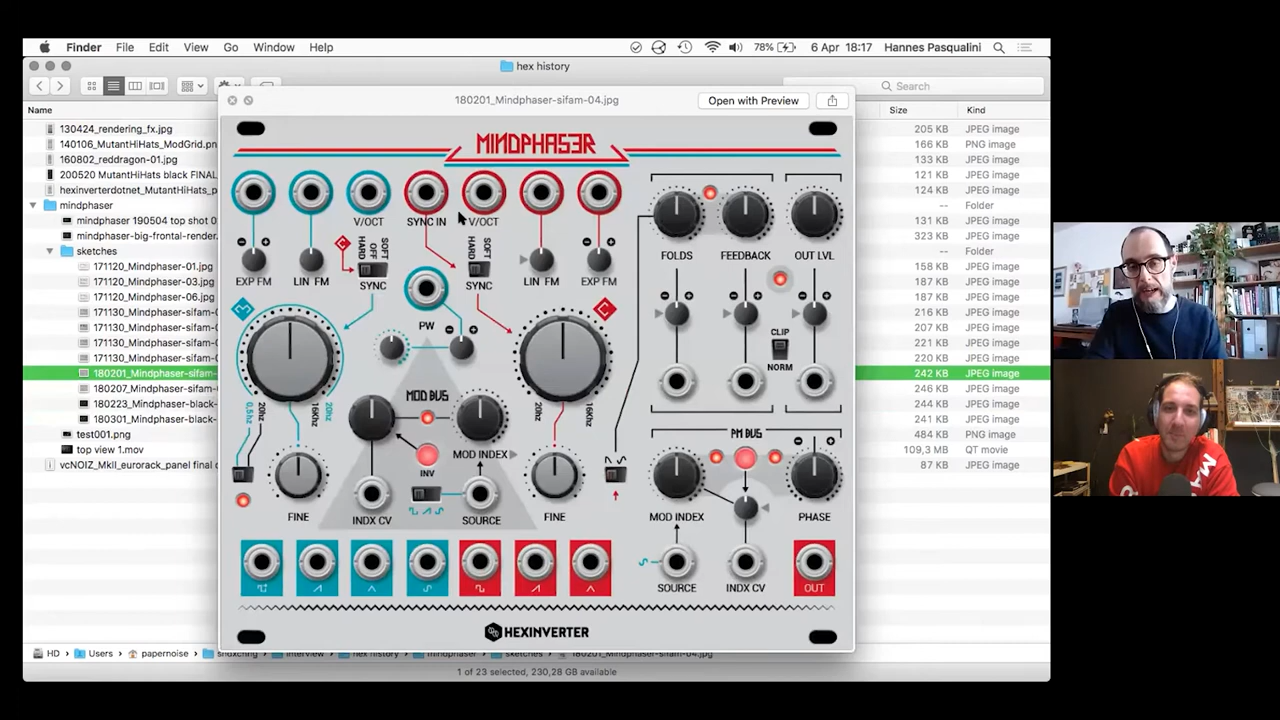 Finder File Edit View Go Window Help 78% 6 Apr 18:17 Hannes Pasqualini
hex history
Search
Name Size Kind
180201_Mindphaser-sifam-04.jpg Open with Preview
130424_rendering_fx.jpg 205 KB JPEG image
140106_MutantHiHats_ModGrid.pn 166 KB PNG image
160802_reddragon-01.jpg 133 KB JPEG image
200520 MutantHiHats black FINAL 121 KB JPEG image
hexinverterdotnet_MutantHiHats_p 124 KB JPEG image
mindphaser -- Folder
mindphaser 190504 top shot 0 131 KB JPEG image
mindphaser-big-frontal-render. 323 KB JPEG image
sketches -- Folder
171120_Mindphaser-01.jpg 158 KB JPEG image
171120_Mindphaser-03.jpg 187 KB JPEG image
171120_Mindphaser-06.jpg 187 KB JPEG image
171130_Mindphaser-sifam- 216 KB JPEG image
171130_Mindphaser-sifam- 207 KB JPEG image
171130_Mindphaser-sifam- 221 KB JPEG image
171130_Mindphaser-sifam- 220 KB JPEG image
180201_Mindphaser-sifam- 242 KB JPEG image
180207_Mindphaser-sifam- 246 KB JPEG image
180223_Mindphaser-black- 244 KB JPEG image
180301_Mindphaser-black- 241 KB JPEG image
test001.png 484 KB PNG image
top view 1.mov 109,3 MB QT movie
vcNOIZ_MkII_eurorack_panel final c 87 KB JPEG image
MINDPHAS3R
V/OCT SYNC IN V/OCT
C HARD OFF SOFT HARD SOFT
EXP FM LIN FM SYNC SYNC LIN FM EXP FM
FOLDS FEEDBACK OUT LVL
M PW C
CLIP
NORM
0.5hz 20hz 160Hz 20hz 20hz 160Hz
MOD BUS
MOD INDEX
INV
FINE INDX CV SOURCE FINE
PM BUS
MOD INDEX PHASE
SOURCE INDX CV OUT
HEXINVERTER
HD Users papernoise interview hex history mindphaser sketches 180201_Mindphaser-sifam-04.jpg
1 of 23 selected, 230,28 GB available